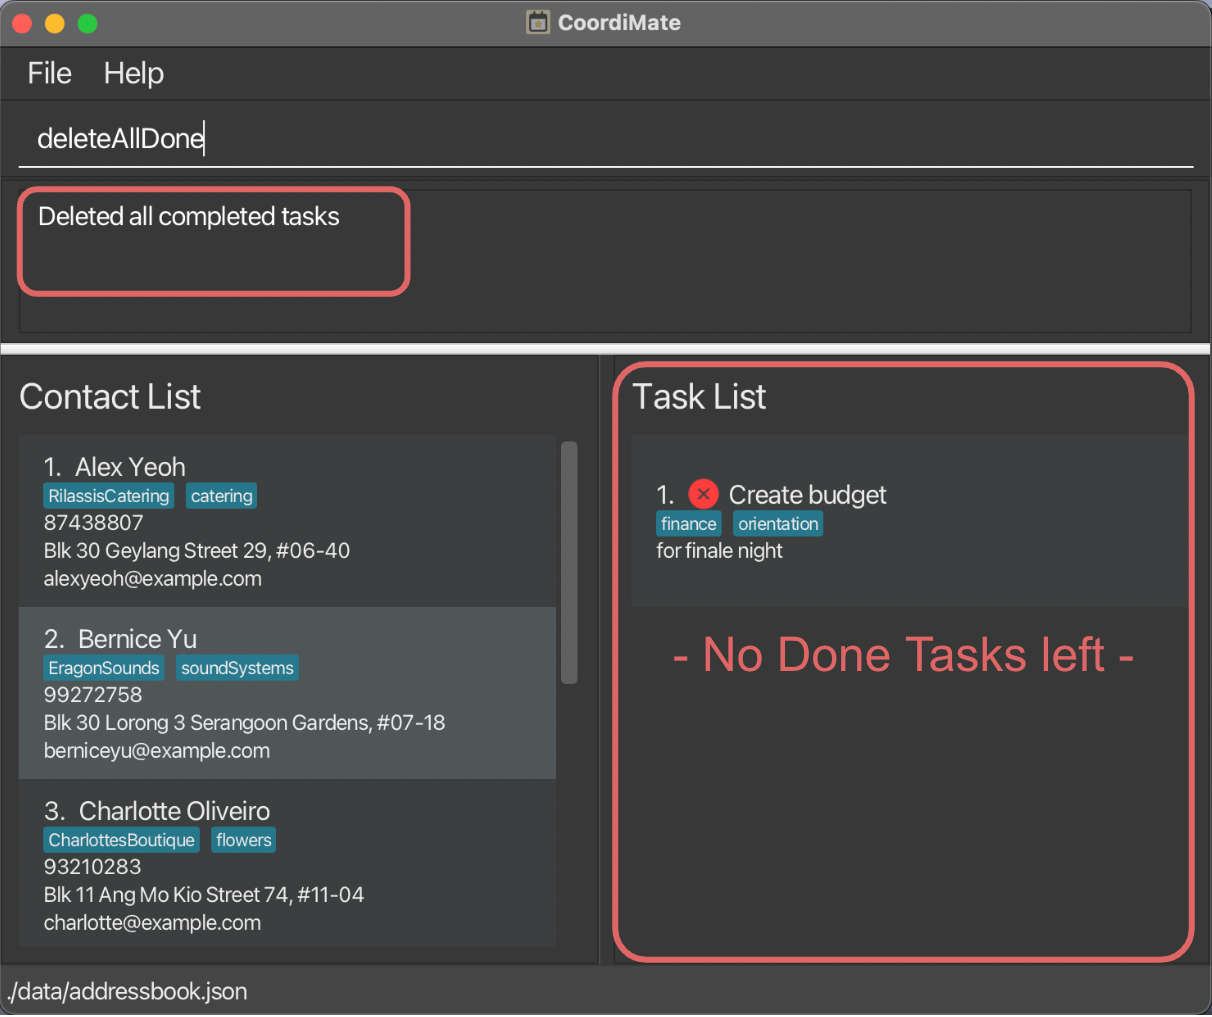 CoordiMate
File Help
deleteAllDone
Deleted all completed tasks
Contact List
1. Alex Yeoh
RilassisCatering catering
87438807
Blk 30 Geylang Street 29, #06-40
alexyeoh@example.com
2. Bernice Yu
EragonSounds soundSystems
99272758
Blk 30 Lorong 3 Serangoon Gardens, #07-18
berniceyu@example.com
3. Charlotte Oliveiro
CharlottesBoutique flowers
93210283
Blk 11 Ang Mo Kio Street 74, #11-04
charlotte@example.com
Task List
1. Create budget
finance orientation
for finale night
- No Done Tasks left -
./data/addressbook.json